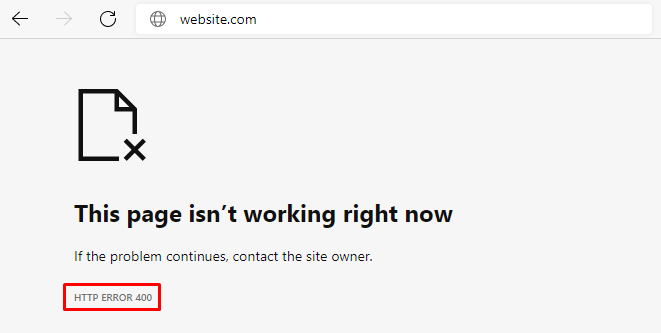 website.com
This page isn’t working right now
If the problem continues, contact the site owner.
HTTP ERROR 400